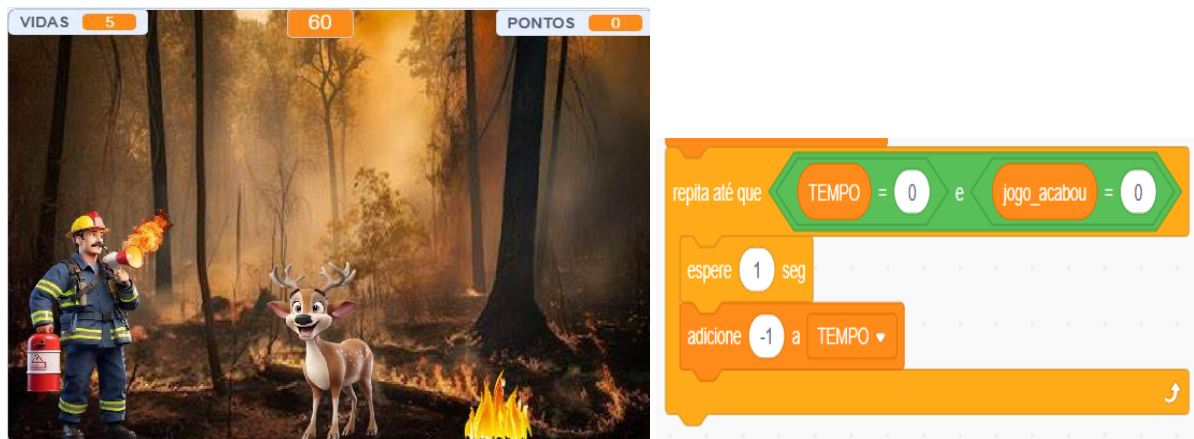 VIDAS 5
60
PONTOS 0
repita até que TEMPO = 0 e jogo_acabou = 0
espere 1 seg
adicione -1 a TEMPO